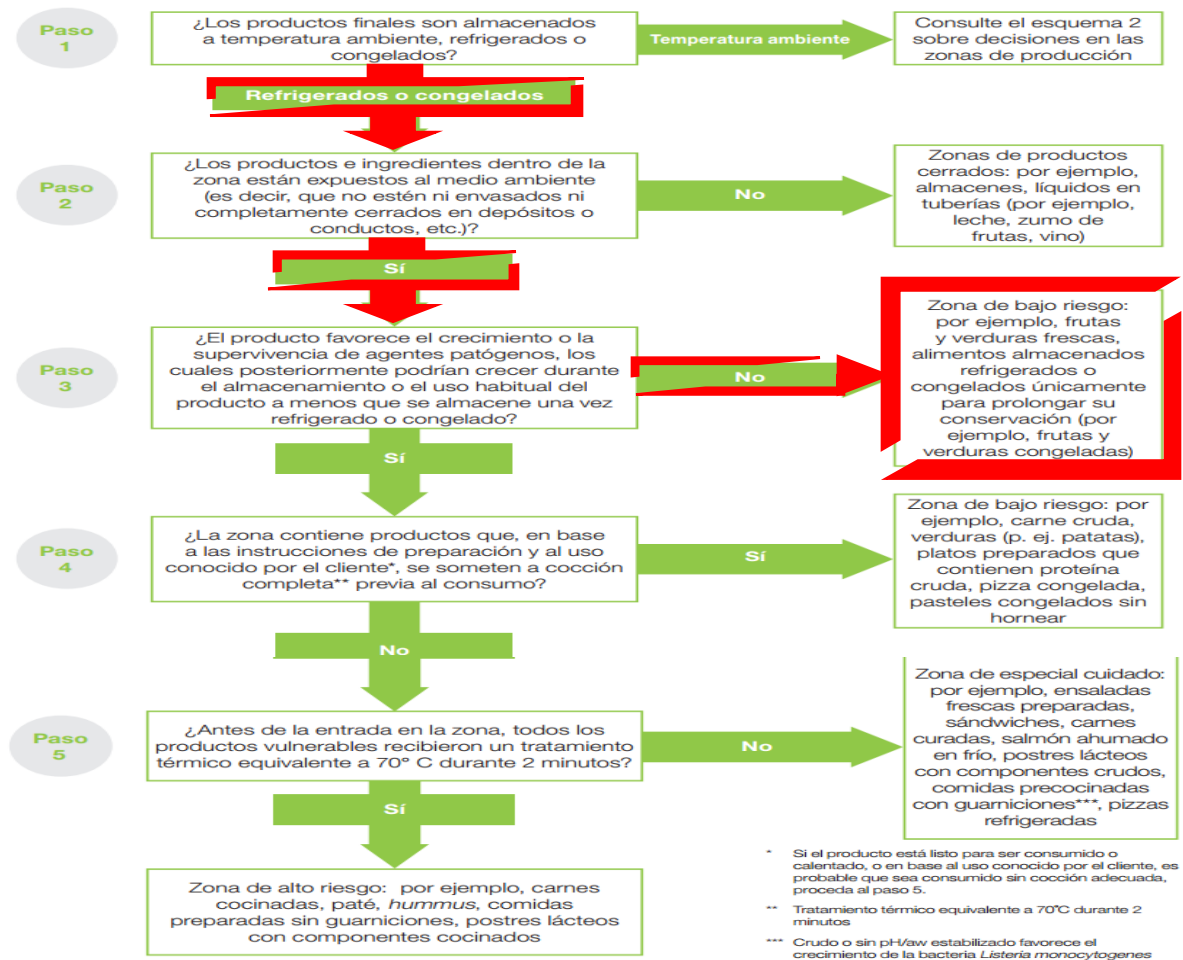 Paso
1
¿Los productos finales son almacenados
a temperatura ambiente, refrigerados o
congelados?
Temperatura ambiente
Consulte el esquema 2
sobre decisiones en las
zonas de producción
Refrigerados o congelados
Paso
2
¿Los productos e ingredientes dentro de la
zona están expuestos al medio ambiente
(es decir, que no estén ni envasados ni
completamente cerrados en depósitos o
conductos, etc.)?
No
Zonas de productos
cerrados: por ejemplo,
almacenes, líquidos en
tuberías (por ejemplo,
leche, zumo de
frutas, vino)
Sí
Paso
3
¿El producto favorece el crecimiento o la
supervivencia de agentes patógenos, los
cuales posteriormente podrían crecer durante
el almacenamiento o el uso habitual del
producto a menos que se almacene una vez
refrigerado o congelado?
No
Zona de bajo riesgo:
por ejemplo, frutas
y verduras frescas,
alimentos almacenados
refrigerados o
congelados únicamente
para prolongar su
conservación (por
ejemplo, frutas y
verduras congeladas)
Sí
Paso
4
¿La zona contiene productos que, en base
a las instrucciones de preparación y al uso
conocido por el cliente*, se someten a cocción
completa** previa al consumo?
Sí
Zona de bajo riesgo: por
ejemplo, carne cruda,
verduras (p. ej. patatas),
platos preparados que
contienen proteína
cruda, pizza congelada,
pasteles congelados sin
hornear
No
Paso
5
¿Antes de la entrada en la zona, todos los
productos vulnerables recibieron un tratamiento
térmico equivalente a 70º C durante 2 minutos?
No
Zona de especial cuidado:
por ejemplo, ensaladas
frescas preparadas,
sándwiches, carnes
curadas, salmón ahumado
en frío, postres lácteos
con componentes crudos,
comidas precocinadas
con guarniciones***, pizzas
refrigeradas
Sí
Zona de alto riesgo: por ejemplo, carnes
cocinadas, paté, hummus, comidas
preparadas sin guarniciones, postres lácteos
con componentes cocinados
* Si el producto está listo para ser consumido o
calentado, o en base al uso conocido por el cliente, es
probable que sea consumido sin cocción adecuada,
proceda al paso 5.
** Tratamiento térmico equivalente a 70°C durante 2
minutos
*** Crudo o sin pH/aw estabilizado favorece el
crecimiento de la bacteria Listeria monocytogenes